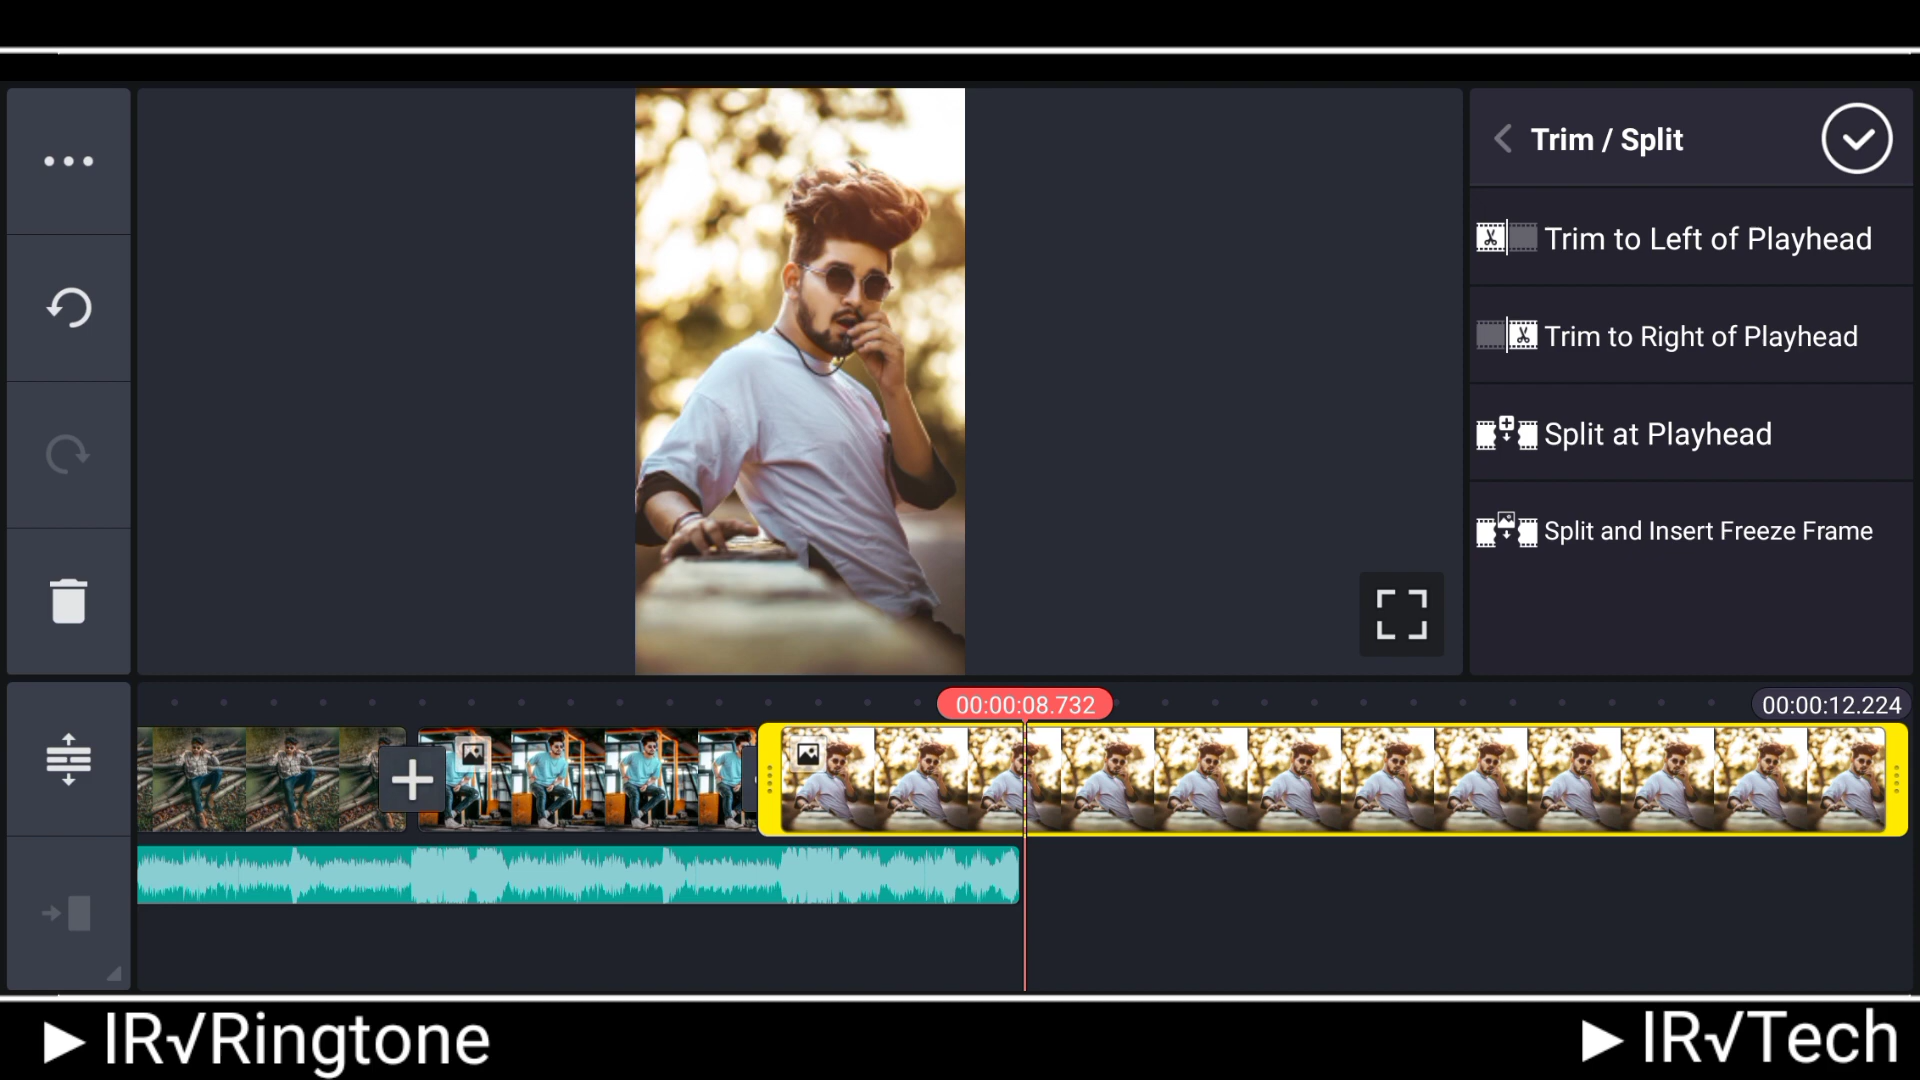 Trim / Split
Trim to Left of Playhead
Trim to Right of Playhead
Split at Playhead
Split and Insert Freeze Frame
00:00:08.732
00:00:12.224
IR√Ringtone
IR√Tech